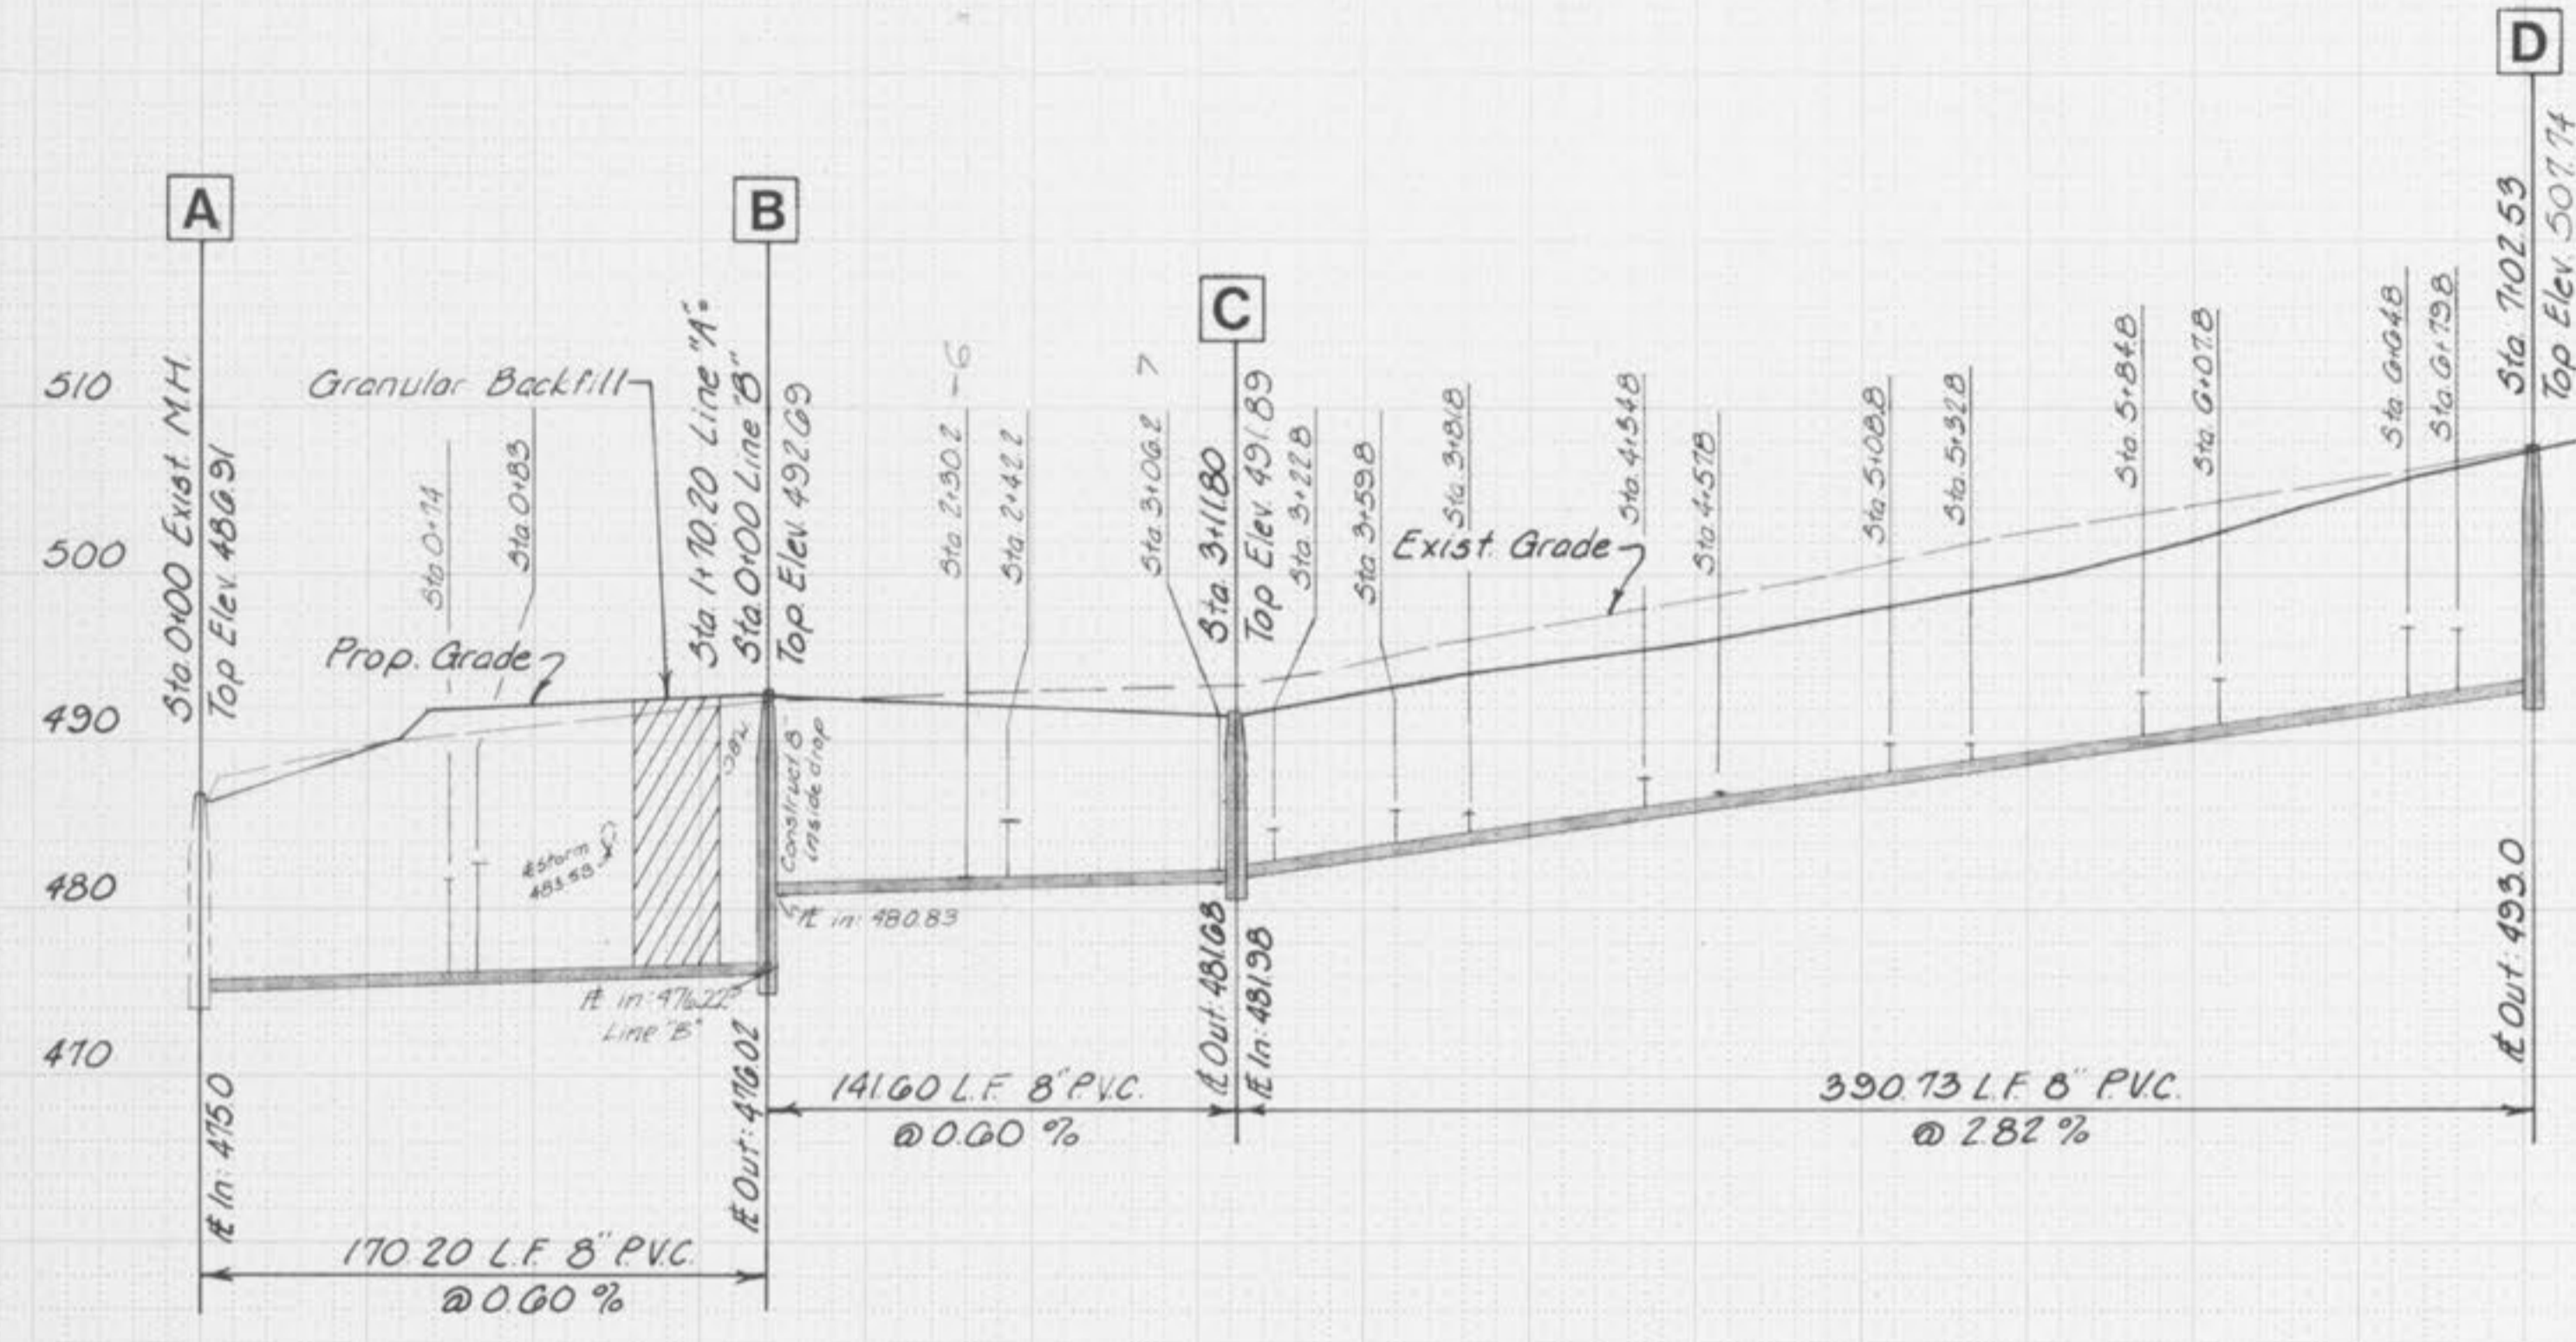 A
B
C
D
510
500
490
480
470
Sta. 0+00 Exist. M.H.
Top Elev. 486.91
Granular Backfill
Sta. 0+74
Sta. 0+83
Prop. Grade
Sta. 1+70.20 Line "A"=
Sta. 0+00 Line "B"
Top Elev. 492.69
Construct 8"
inside drop
Storm
483.53
℄ in: 480.83
℄ in: 476.22
Line "B"
℄ In: 475.0
℄ Out: 476.02
170.20 L.F. 8" P.V.C.
@ 0.60 %
Sta. 2+30.2 -6
Sta. 2+42.2
Sta. 3+06.2 7
Sta. 3+11.80
Top Elev. 491.89
Sta. 3+22.8
Sta. 3+59.8
Sta. 3+81.8
Exist. Grade
Sta. 4+34.8
Sta. 4+57.8
Sta. 5+08.8
Sta. 5+32.8
Sta. 5+84.8
Sta. 6+07.8
Sta. 6+64.8
Sta. 6+79.8
Sta. 7+02.53
Top Elev. 507.74
℄ Out: 481.68
℄ In: 481.98
℄ Out: 493.0
141.60 L.F. 8" P.V.C.
@ 0.60 %
390.73 L.F. 8" P.V.C.
@ 2.82 %